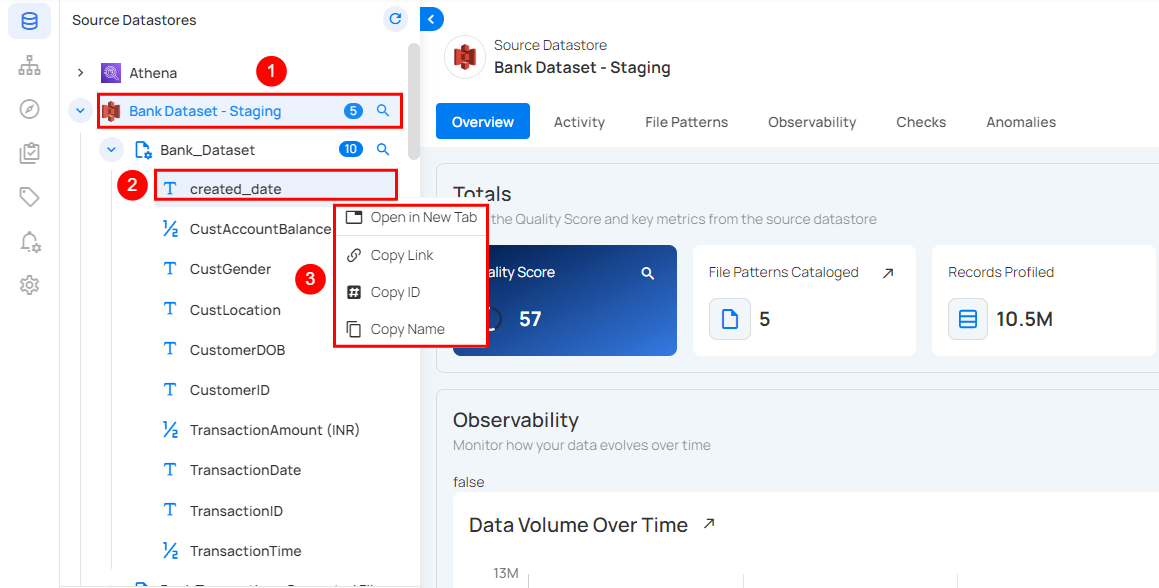 Source Datastores
Athena
1
Bank Dataset - Staging 5
Bank_Dataset 10
2
created_date
CustAccountBalance
CustGender
CustLocation
CustomerDOB
CustomerID
TransactionAmount (INR)
TransactionDate
TransactionID
TransactionTime
3
Open in New Tab
Copy Link
Copy ID
Copy Name
Source Datastore
Bank Dataset - Staging
Overview Activity File Patterns Observability Checks Anomalies
Totals
the Quality Score and key metrics from the source datastore
ality Score
57
File Patterns Cataloged
5
Records Profiled
10.5M
Observability
Monitor how your data evolves over time
false
Data Volume Over Time
13M